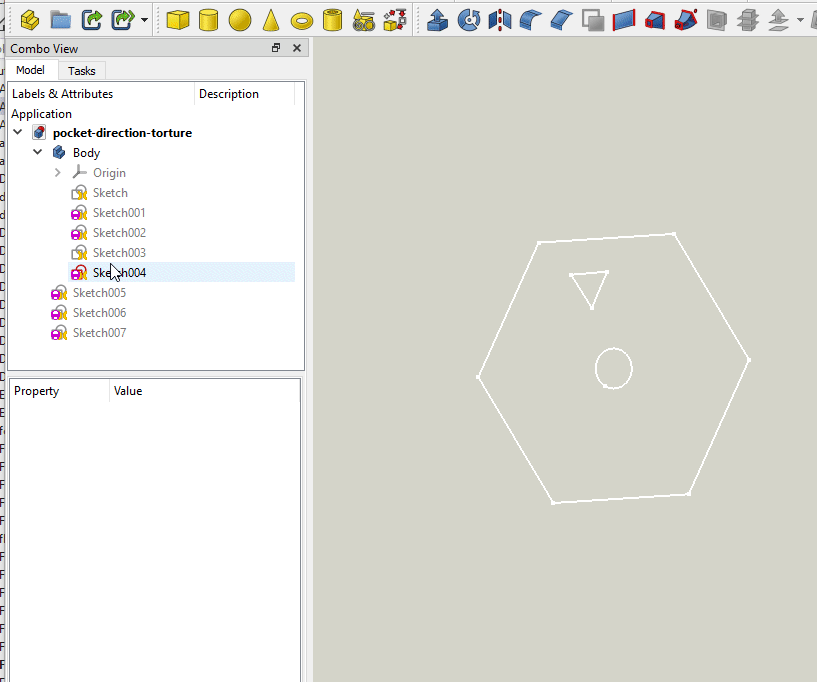 Combo View
Model Tasks
Labels & Attributes Description
Application
pocket-direction-torture
Body
Origin
Sketch
Sketch001
Sketch002
Sketch003
Sketch004
Sketch005
Sketch006
Sketch007
Property Value